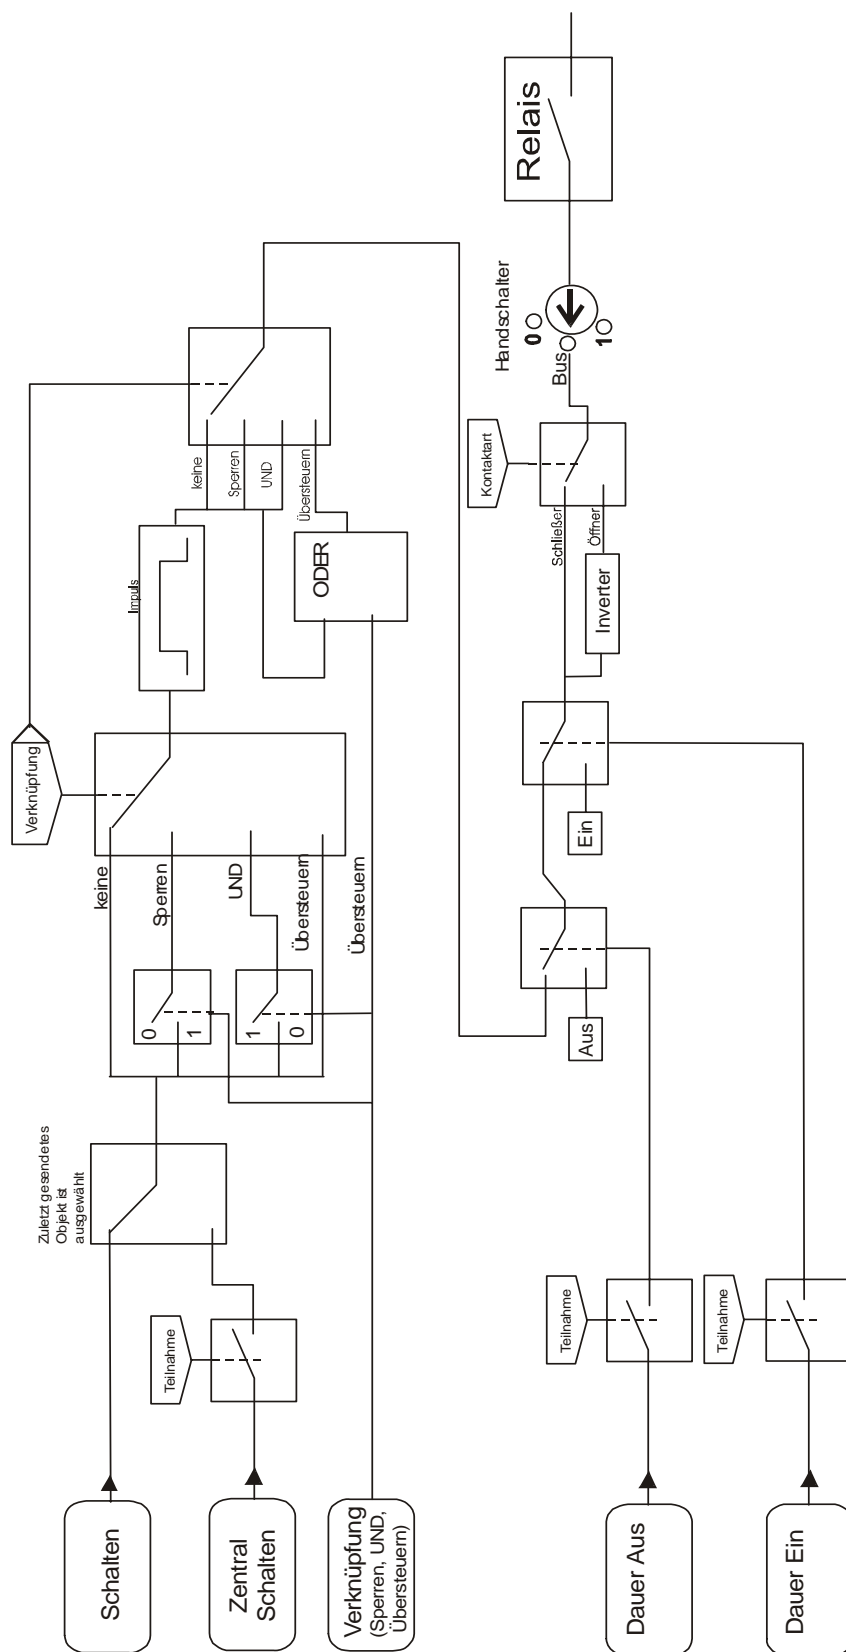 Schalten
Zentral
Schalten
Verknüpfung
(Sperren, UND,
Übersteuern)
Dauer Aus
Dauer Ein
Teilnahme
Zuletzt gesendetes
Objekt ist
ausgewählt
0
1
1
0
keine
Sperren
UND
Übersteuern
Übersteuern
Verknüpfung
Impuls
ODER
keine
Sperren
UND
Übersteuern
Teilnahme
Teilnahme
Aus
Ein
Inverter
Schließer
Öffner
Kontaktart
Bus
Handschalter
0
1
Relais